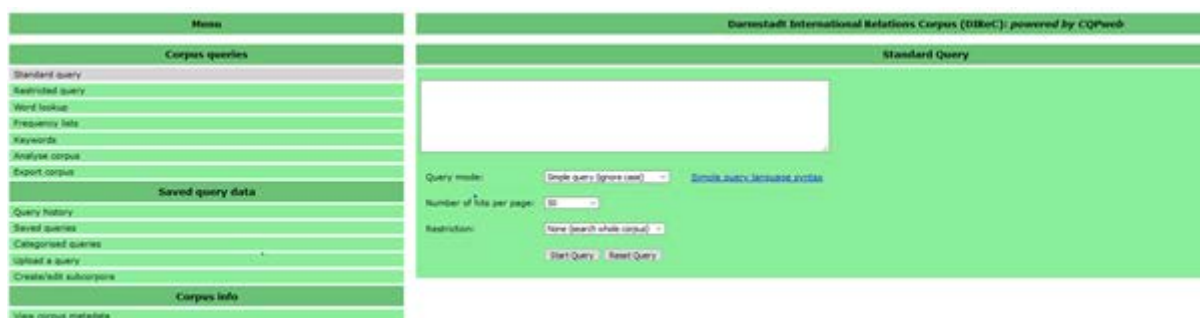 Menu
Corpus queries
Standard query
Restricted query
Word lookup
Frequency lists
Keywords
Analyse corpus
Export corpus
Saved query data
Query history
Saved queries
Categorised queries
Upload a query
Create/edit subcorpora
Corpus info
View corpus metadata
Darmstadt International Relations Corpus (DIReC): powered by CQPweb
Standard Query
Query mode: Simple query (ignore case) Simple query language syntax
Number of hits per page: 50
Restriction: None (search whole corpus)
Start Query Reset Query